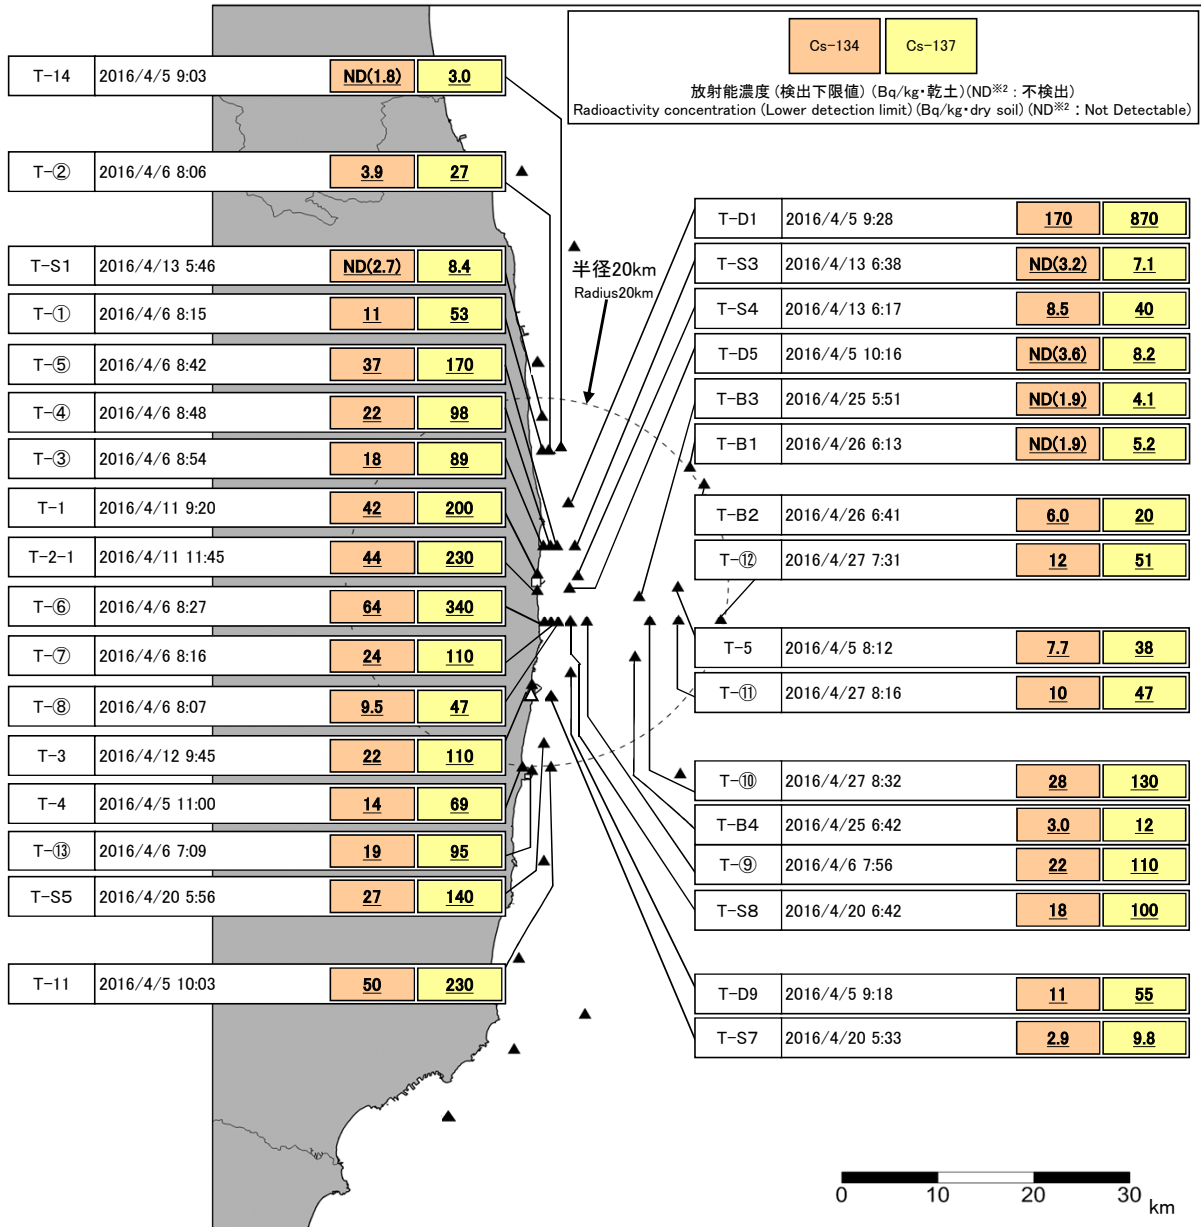 Cs-134 Cs-137
放射能濃度 (検出下限値) (Bq/kg・乾土)(ND※2 : 不検出)
Radioactivity concentration (Lower detection limit) (Bq/kg・dry soil) (ND※2 : Not Detectable)
T-14 2016/4/5 9:03 ND(1.8) 3.0
T-② 2016/4/6 8:06 3.9 27
T-S1 2016/4/13 5:46 ND(2.7) 8.4
T-① 2016/4/6 8:15 11 53
T-⑤ 2016/4/6 8:42 37 170
T-④ 2016/4/6 8:48 22 98
T-③ 2016/4/6 8:54 18 89
T-1 2016/4/11 9:20 42 200
T-2-1 2016/4/11 11:45 44 230
T-⑥ 2016/4/6 8:27 64 340
T-⑦ 2016/4/6 8:16 24 110
T-⑧ 2016/4/6 8:07 9.5 47
T-3 2016/4/12 9:45 22 110
T-4 2016/4/5 11:00 14 69
T-⑬ 2016/4/6 7:09 19 95
T-S5 2016/4/20 5:56 27 140
T-11 2016/4/5 10:03 50 230
半径20km
Radius20km
T-D1 2016/4/5 9:28 170 870
T-S3 2016/4/13 6:38 ND(3.2) 7.1
T-S4 2016/4/13 6:17 8.5 40
T-D5 2016/4/5 10:16 ND(3.6) 8.2
T-B3 2016/4/25 5:51 ND(1.9) 4.1
T-B1 2016/4/26 6:13 ND(1.9) 5.2
T-B2 2016/4/26 6:41 6.0 20
T-⑫ 2016/4/27 7:31 12 51
T-5 2016/4/5 8:12 7.7 38
T-⑪ 2016/4/27 8:16 10 47
T-⑩ 2016/4/27 8:32 28 130
T-B4 2016/4/25 6:42 3.0 12
T-⑨ 2016/4/6 7:56 22 110
T-S8 2016/4/20 6:42 18 100
T-D9 2016/4/5 9:18 11 55
T-S7 2016/4/20 5:33 2.9 9.8
0 10 20 30 km